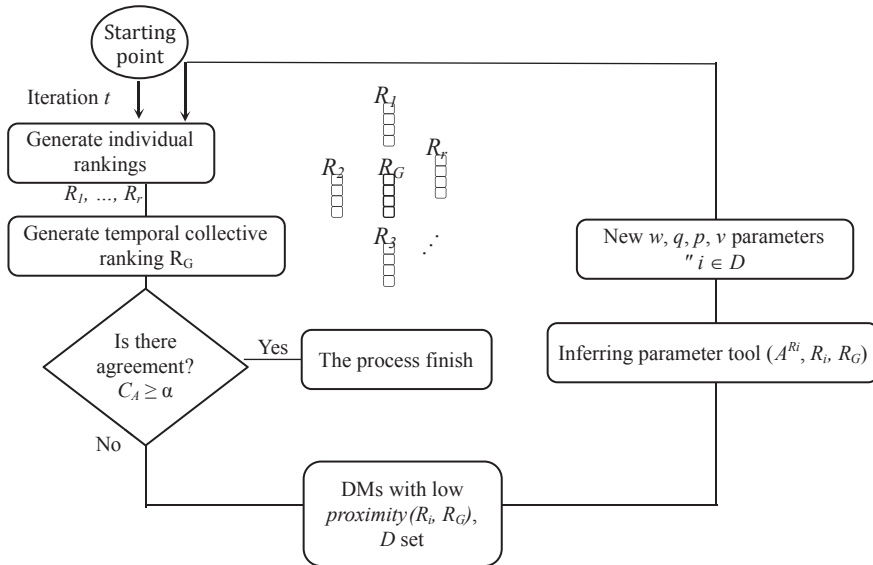 Starting
point
Iteration t
Generate individual
rankings
R1, ..., Rr
Generate temporal collective
ranking RG
Is there
agreement?
CA ≥ α
Yes
The process finish
No
DMs with low
proximity(Ri, RG),
D set
R1
R2
RG
Rr
R3
⋰
New w, q, p, v parameters
" i ∈ D
Inferring parameter tool (A^Ri, Ri, RG)